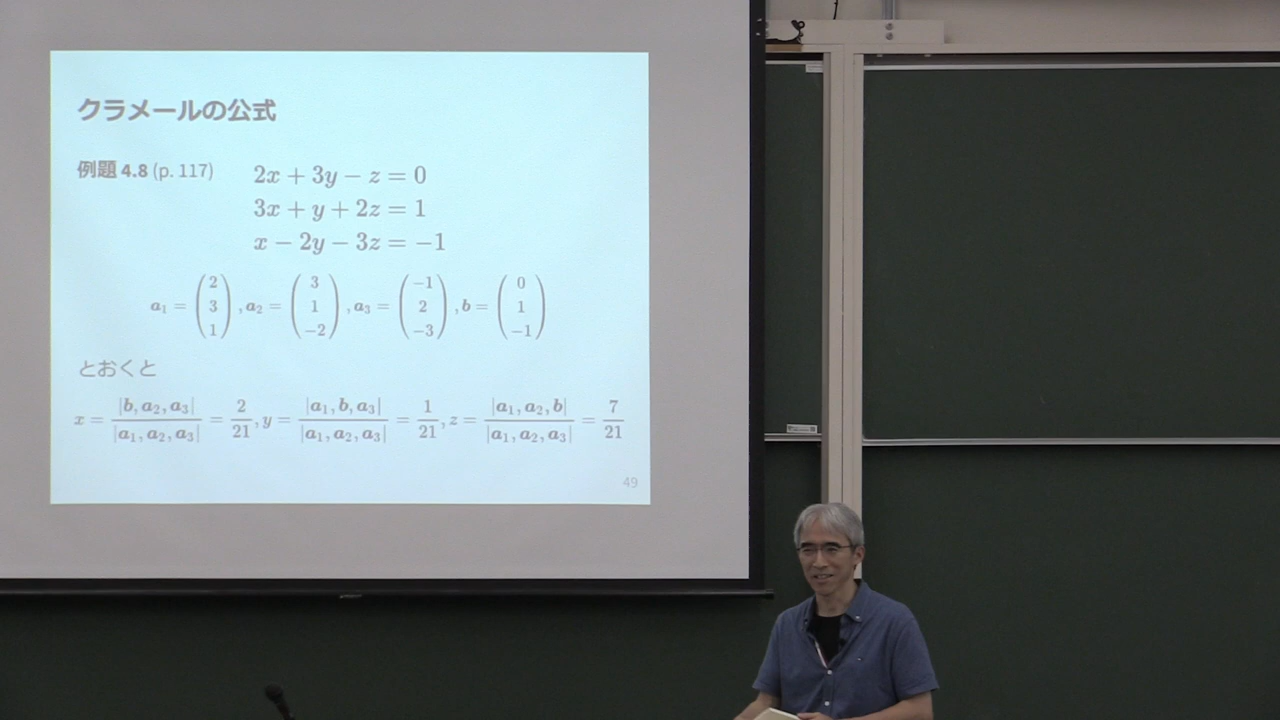 クラメールの公式
例題 4.8 (p. 117)
2x + 3y − z = 0
3x + y + 2z = 1
x − 2y − 3z = −1
a₁ = (2 3 1), a₂ = (3 1 −2), a₃ = (−1 2 −3), b = (0 1 −1)
とおくと
x = |b, a₂, a₃| / |a₁, a₂, a₃| = 2/21, y = |a₁, b, a₃| / |a₁, a₂, a₃| = 1/21, z = |a₁, a₂, b| / |a₁, a₂, a₃| = 7/21
49